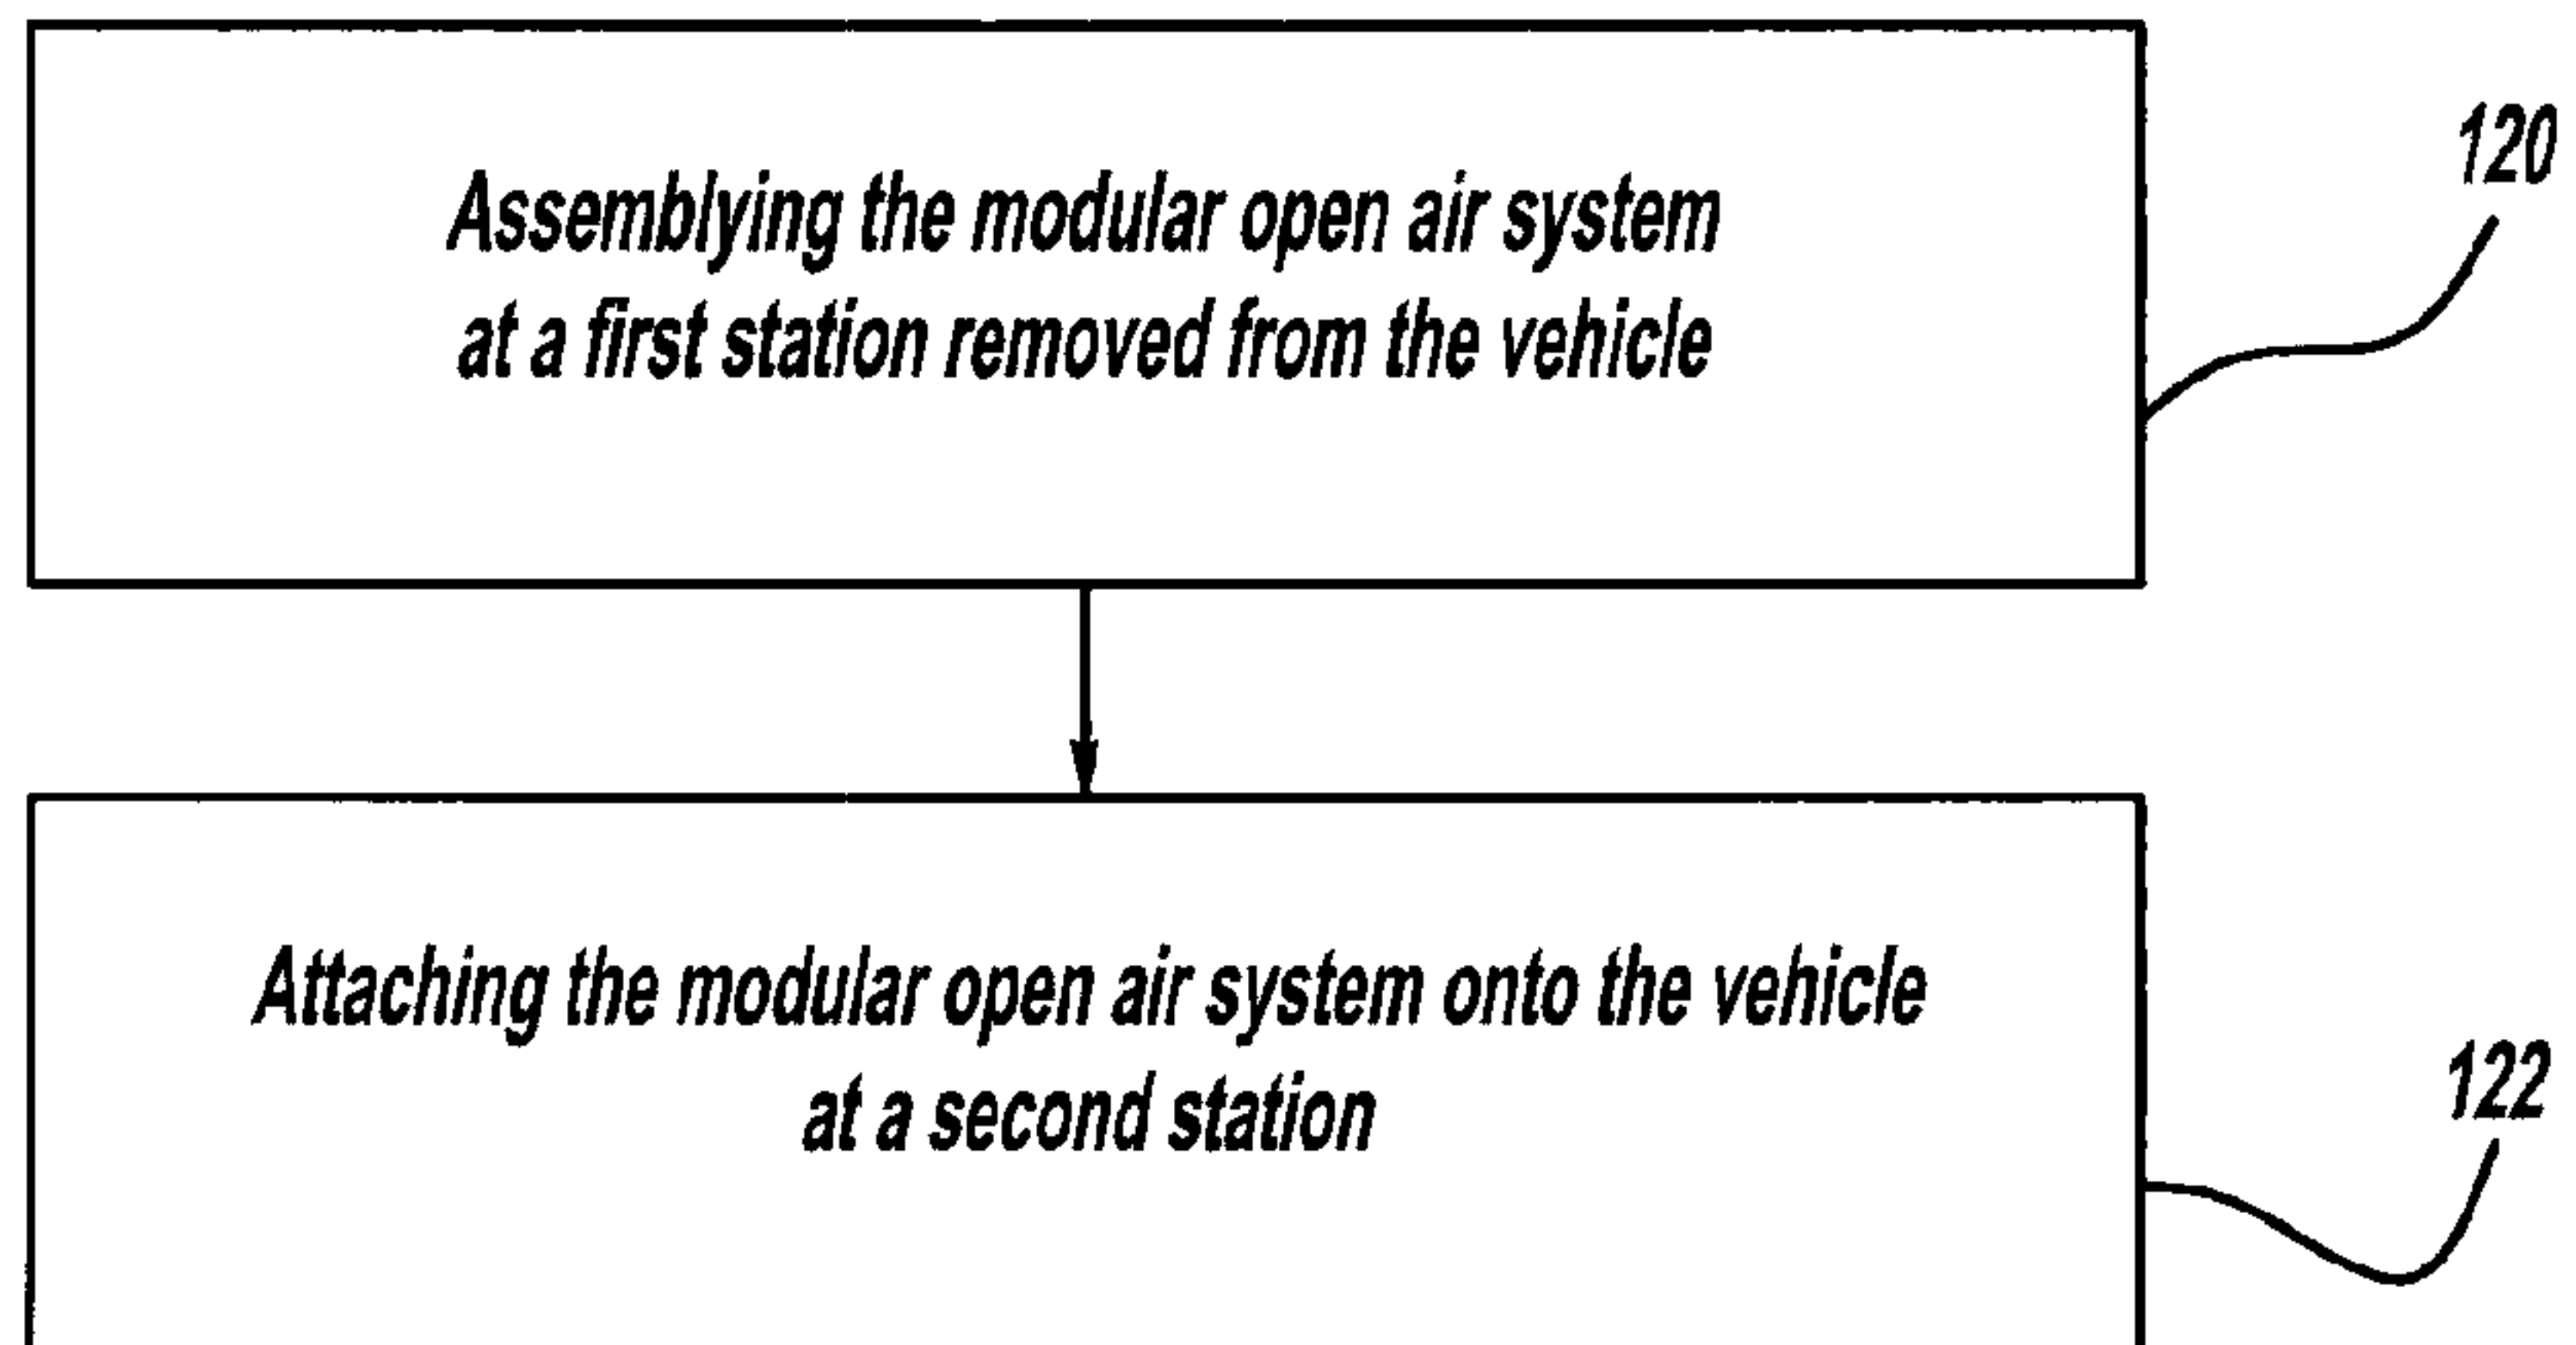 Assemblying the modular open air system
at a first station removed from the vehicle
120
Attaching the modular open air system onto the vehicle
at a second station
122